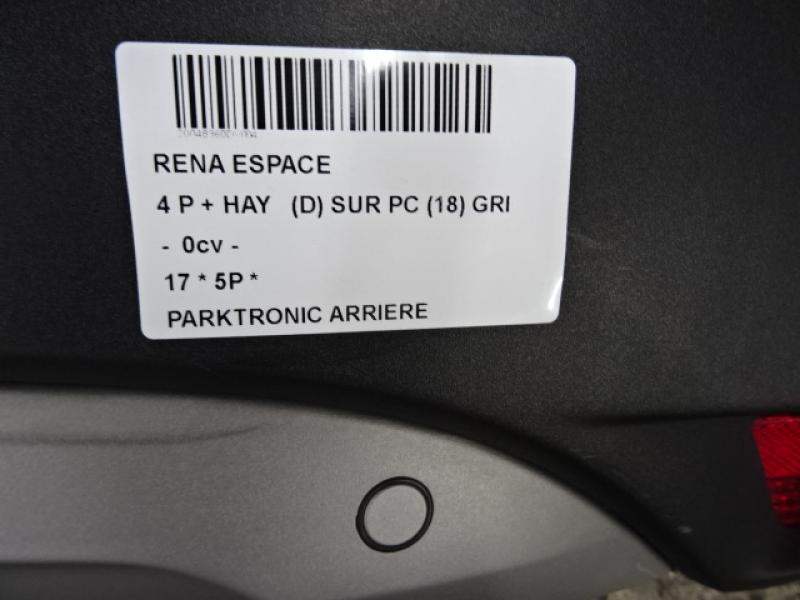 RENA ESPACE
4 P + HAY (D) SUR PC (18) GRI
- 0cv -
17 * 5P *
PARKTRONIC ARRIERE